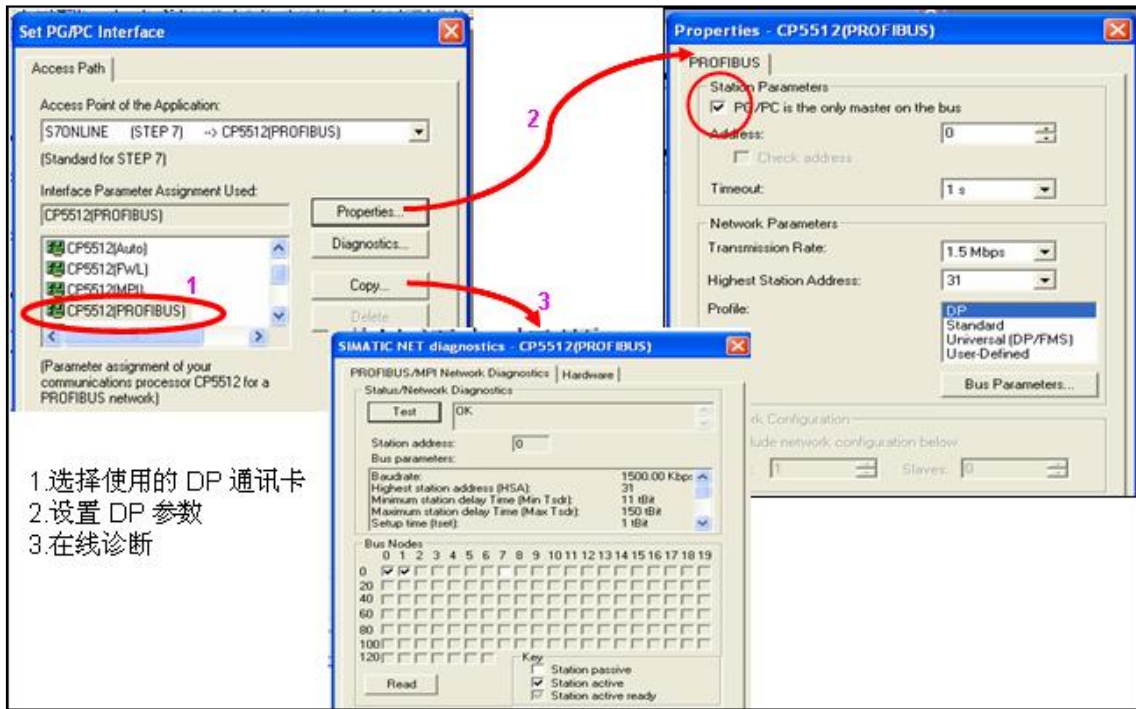 Set PG/PC Interface
Access Path
Access Point of the Application:
S7ONLINE (STEP 7) --> CP5512(PROFIBUS)
(Standard for STEP 7)
Interface Parameter Assignment Used:
CP5512(PROFIBUS)
Properties...
CP5512(Auto)
Diagnostics...
CP5512(FWL)
CP5512(MPI)
1
Copy...
CP5512(PROFIBUS)
Delete
(Parameter assignment of your
communications processor CP5512 for a
PROFIBUS network)
2
3
Properties - CP5512(PROFIBUS)
PROFIBUS
Station Parameters
PG/PC is the only master on the bus
Address:
0
Check address
Timeout:
1 s
Network Parameters
Transmission Rate:
1.5 Mbps
Highest Station Address:
31
Profile:
DP
Standard
Universal (DP/FMS)
User-Defined
Bus Parameters...
rk Configuration
lude network configuration below
1
Slaves:
0
SIMATIC NET diagnostics - CP5512(PROFIBUS)
PROFIBUS/MPI Network Diagnostics
Hardware
Status/Network Diagnostics
Test
OK
Station address:
0
Bus parameters:
Baudrate: 1500.00 Kbps
Highest station address (HSA): 31
Minimum station delay Time (Min Tsdr): 11 tBit
Maximum station delay Time (Max Tsdr): 150 tBit
Setup time (tset): 1 tBit
Bus Nodes
0 1 2 3 4 5 6 7 8 9 10 11 12 13 14 15 16 17 18 19
0
20
40
60
80
100
120
Key
Station passive
Read
Station active
Station active ready
1.选择使用的 DP 通讯卡
2.设置 DP 参数
3.在线诊断